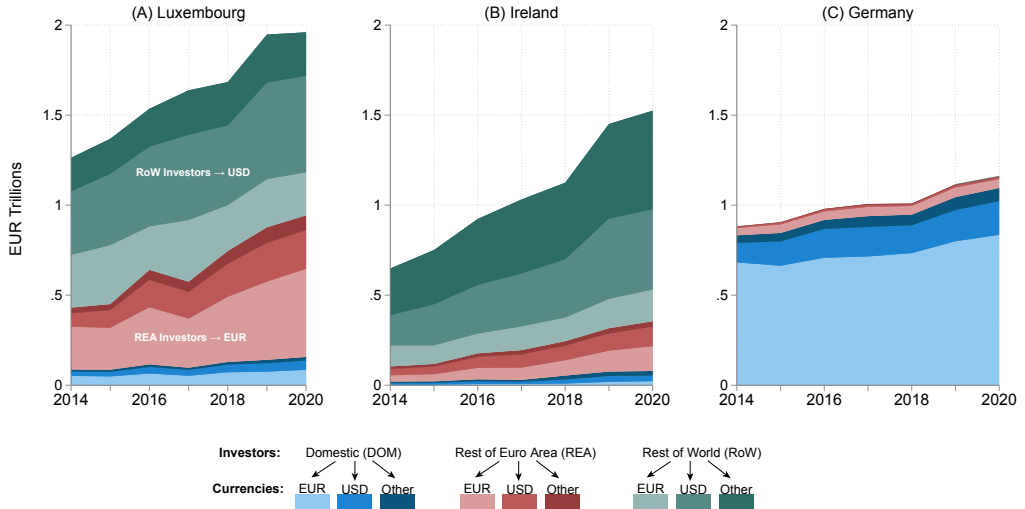 (A) Luxembourg
(B) Ireland
(C) Germany
EUR Trillions
2
1.5
1
.5
0
2014 2016 2018 2020
RoW Investors → USD
REA Investors → EUR
2
1.5
1
.5
0
2014 2016 2018 2020
2
1.5
1
.5
0
2014 2016 2018 2020
Investors: Domestic (DOM) Rest of Euro Area (REA) Rest of World (RoW)
Currencies: EUR USD Other EUR USD Other EUR USD Other